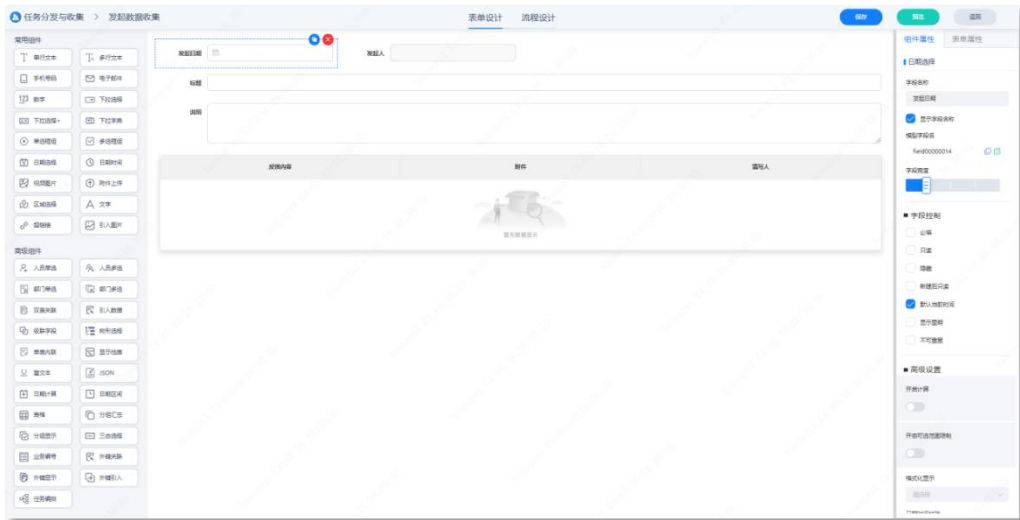 任务分发与收集 > 发起数据收集
表单设计 流程设计
保存 预览 返回
常用组件
单行文本 多行文本
手机号码 电子邮件
数字 下拉选择
下拉选择+ 下拉字典
单选框组 多选框组
日期选择 日期时间
视频图片 附件上传
区域选择 文字
超链接 引入图片
高级组件
人员单选 人员多选
部门单选 部门多选
双表关联 引入数据
级联字段 树形选择
单表内联 显示信息
富文本 JSON
日期计算 日期区间
表格 分组汇总
分组显示 三态选择
业务编号 外键关联
外键显示 外键引入
任务编排
发起日期 发起人
标题
说明
反馈内容 附件 填写人
暂无数据显示
组件属性 表单属性
日期选择
字段名称
发起日期
显示字段名称
模型字段名
field00000014
字段宽度
字段控制
必填
只读
隐藏
新建后只读
默认当前时间
显示星期
不可重复
高级设置
开启计算
开启可选范围限制
格式化显示
年月日